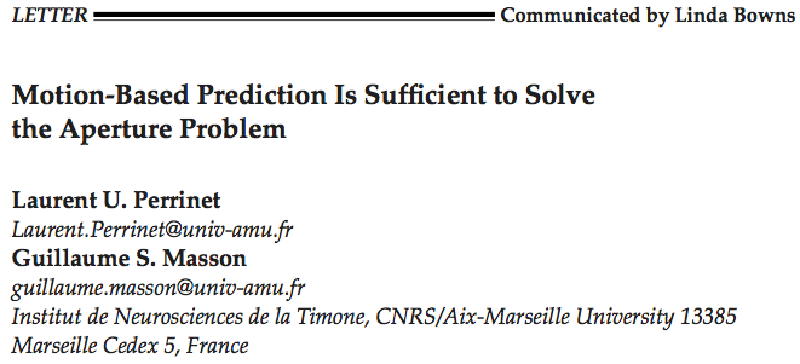 LETTER Communicated by Linda Bowns
Motion-Based Prediction Is Sufficient to Solve
the Aperture Problem
Laurent U. Perrinet
Laurent.Perrinet@univ-amu.fr
Guillaume S. Masson
guillaume.masson@univ-amu.fr
Institut de Neurosciences de la Timone, CNRS/Aix-Marseille University 13385
Marseille Cedex 5, France